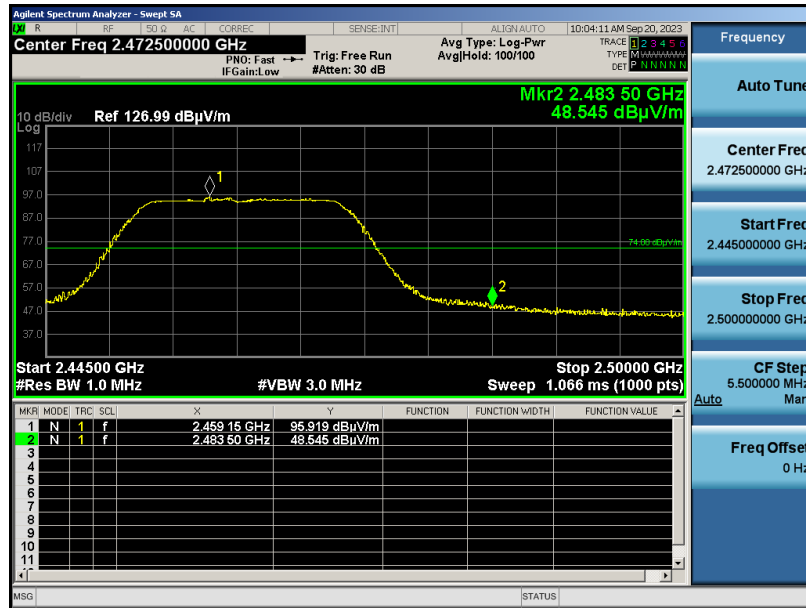 Agilent Spectrum Analyzer - Swept SA
LXI R RF 50 Ω AC CORREC SENSE:INT ALIGN AUTO 10:04:11 AM Sep 20, 2023
Center Freq 2.472500000 GHz
PNO: Fast
IFGain:Low
Trig: Free Run
#Atten: 30 dB
Avg Type: Log-Pwr
Avg|Hold: 100/100
TRACE 1 2 3 4 5 6
TYPE M W W W W W
DET P N N N N N
Mkr2 2.483 50 GHz
48.545 dBµV/m
10 dB/div Ref 126.99 dBµV/m
Log
117
107
97.0
87.0
77.0
67.0
57.0
47.0
37.0
1
74.00 dBµV/m
2
Start 2.44500 GHz Stop 2.50000 GHz
#Res BW 1.0 MHz #VBW 3.0 MHz Sweep 1.066 ms (1000 pts)
MKR MODE TRC SCL X Y FUNCTION FUNCTION WIDTH FUNCTION VALUE
1 N 1 f 2.459 15 GHz 95.919 dBµV/m
2 N 1 f 2.483 50 GHz 48.545 dBµV/m
3
4
5
6
7
8
9
10
11
MSG STATUS
Frequency
Auto Tune
Center Freq
2.472500000 GHz
Start Freq
2.445000000 GHz
Stop Freq
2.500000000 GHz
CF Step
5.500000 MHz
Auto Man
Freq Offset
0 Hz